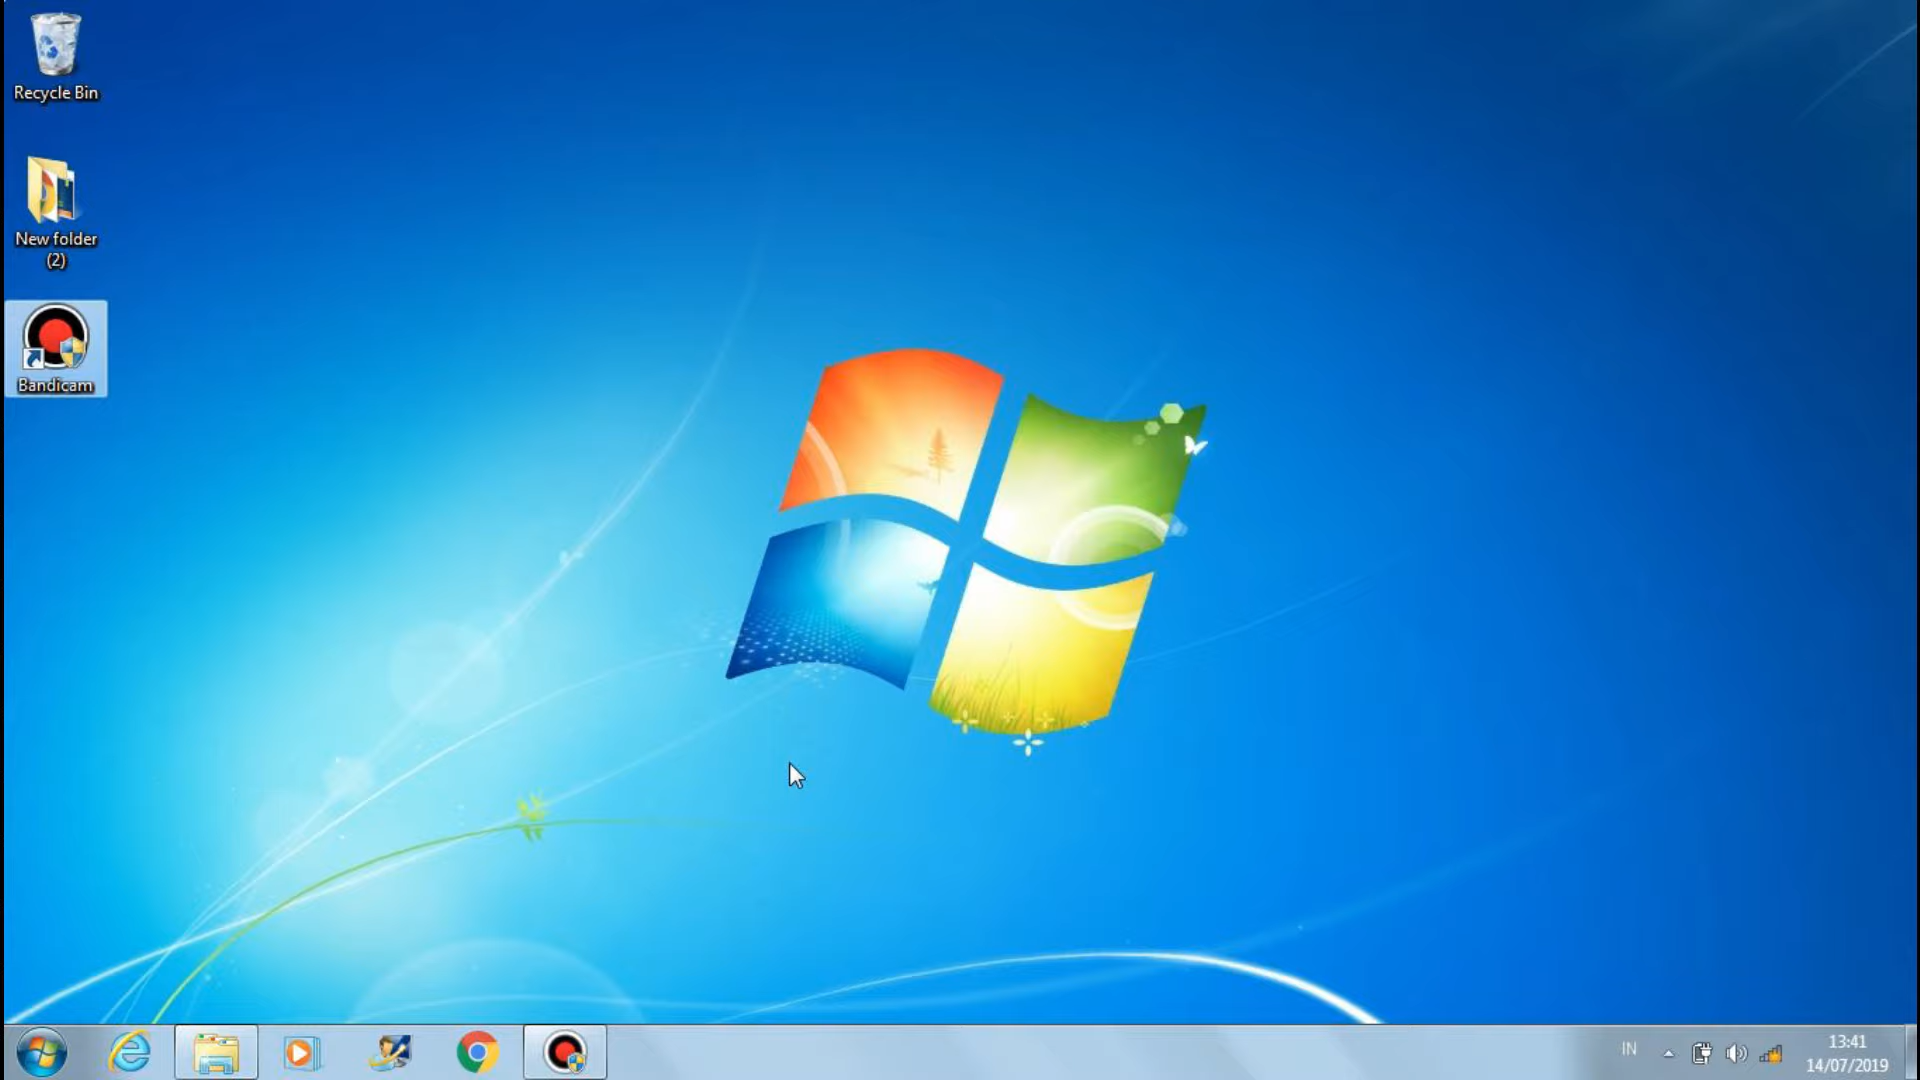 Recycle Bin
New folder
(2)
Bandicam
IN
13:41
14/07/2019